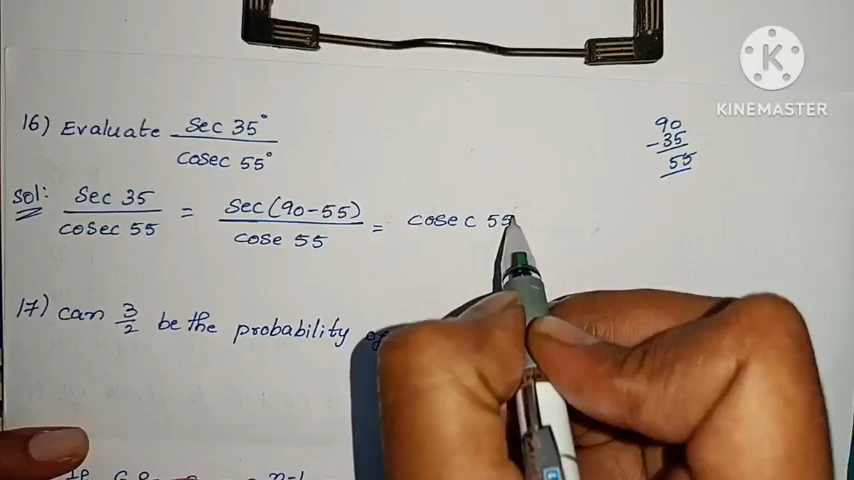 KINEMASTER
16) Evaluate sec 35° / cosec 55°
90
- 35
55
Sol: Sec 35 / cosec 55 = Sec(90-55) / cose 55 = cosec 55
17) can 3/2 be the probability